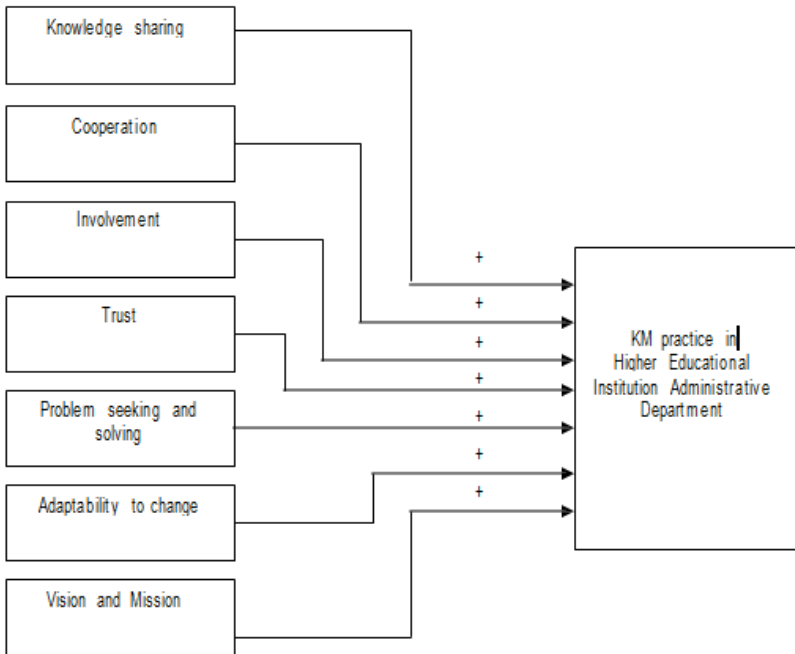 Knowledge sharing
Cooperation
Involvement
Trust
Problem seeking and
solving
Adaptability to change
Vision and Mission
+
+
+
+
+
+
+
KM practice in
Higher Educational
Institution Administrative
Department